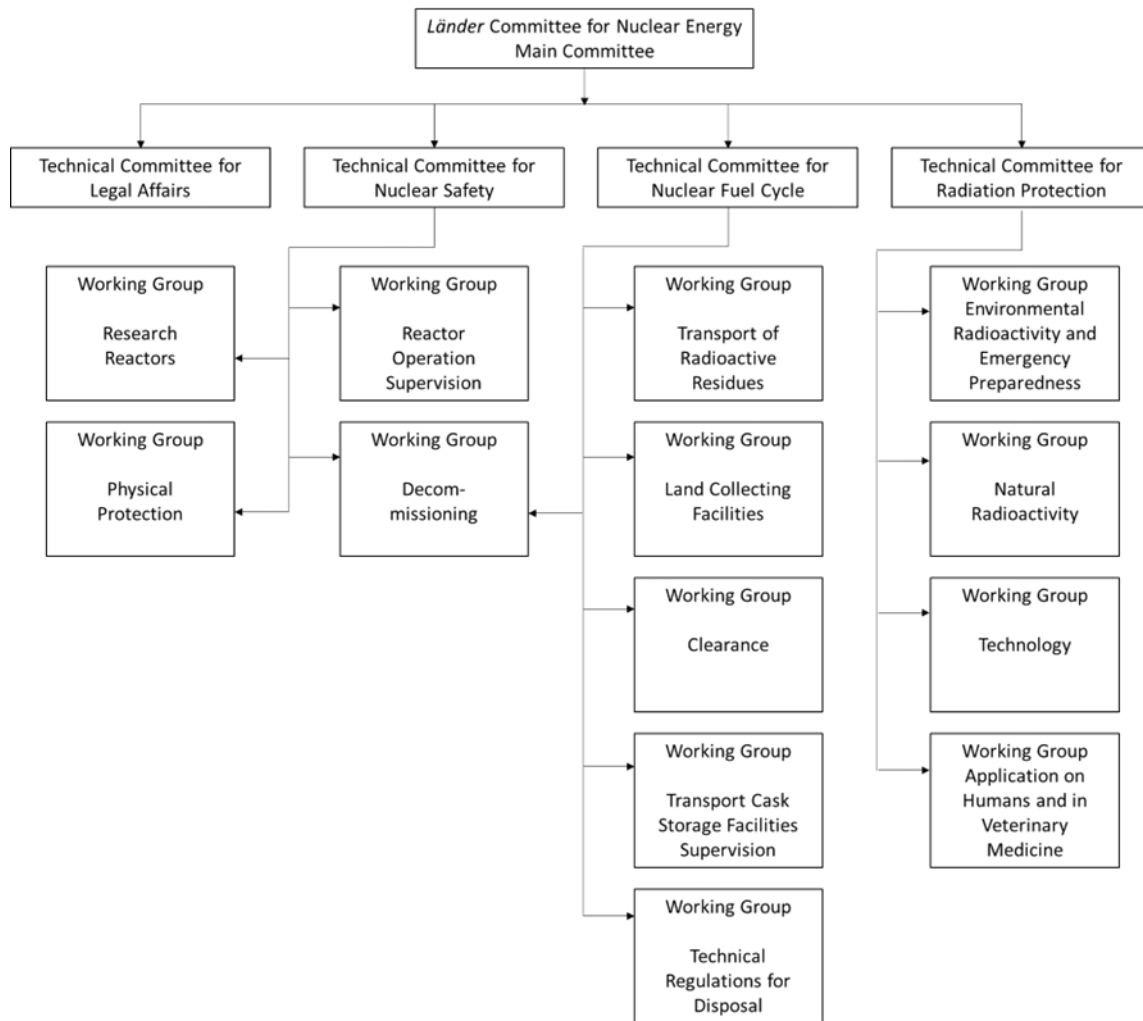 Länder Committee for Nuclear Energy
Main Committee
Technical Committee for
Legal Affairs
Technical Committee for
Nuclear Safety
Technical Committee for
Nuclear Fuel Cycle
Technical Committee for
Radiation Protection
Working Group
Research
Reactors
Working Group
Reactor
Operation
Supervision
Working Group
Transport of
Radioactive
Residues
Working Group
Environmental
Radioactivity and
Emergency
Preparedness
Working Group
Physical
Protection
Working Group
Decom-
missioning
Working Group
Land Collecting
Facilities
Working Group
Natural
Radioactivity
Working Group
Clearance
Working Group
Technology
Working Group
Transport Cask
Storage Facilities
Supervision
Working Group
Application on
Humans and in
Veterinary
Medicine
Working Group
Technical
Regulations for
Disposal